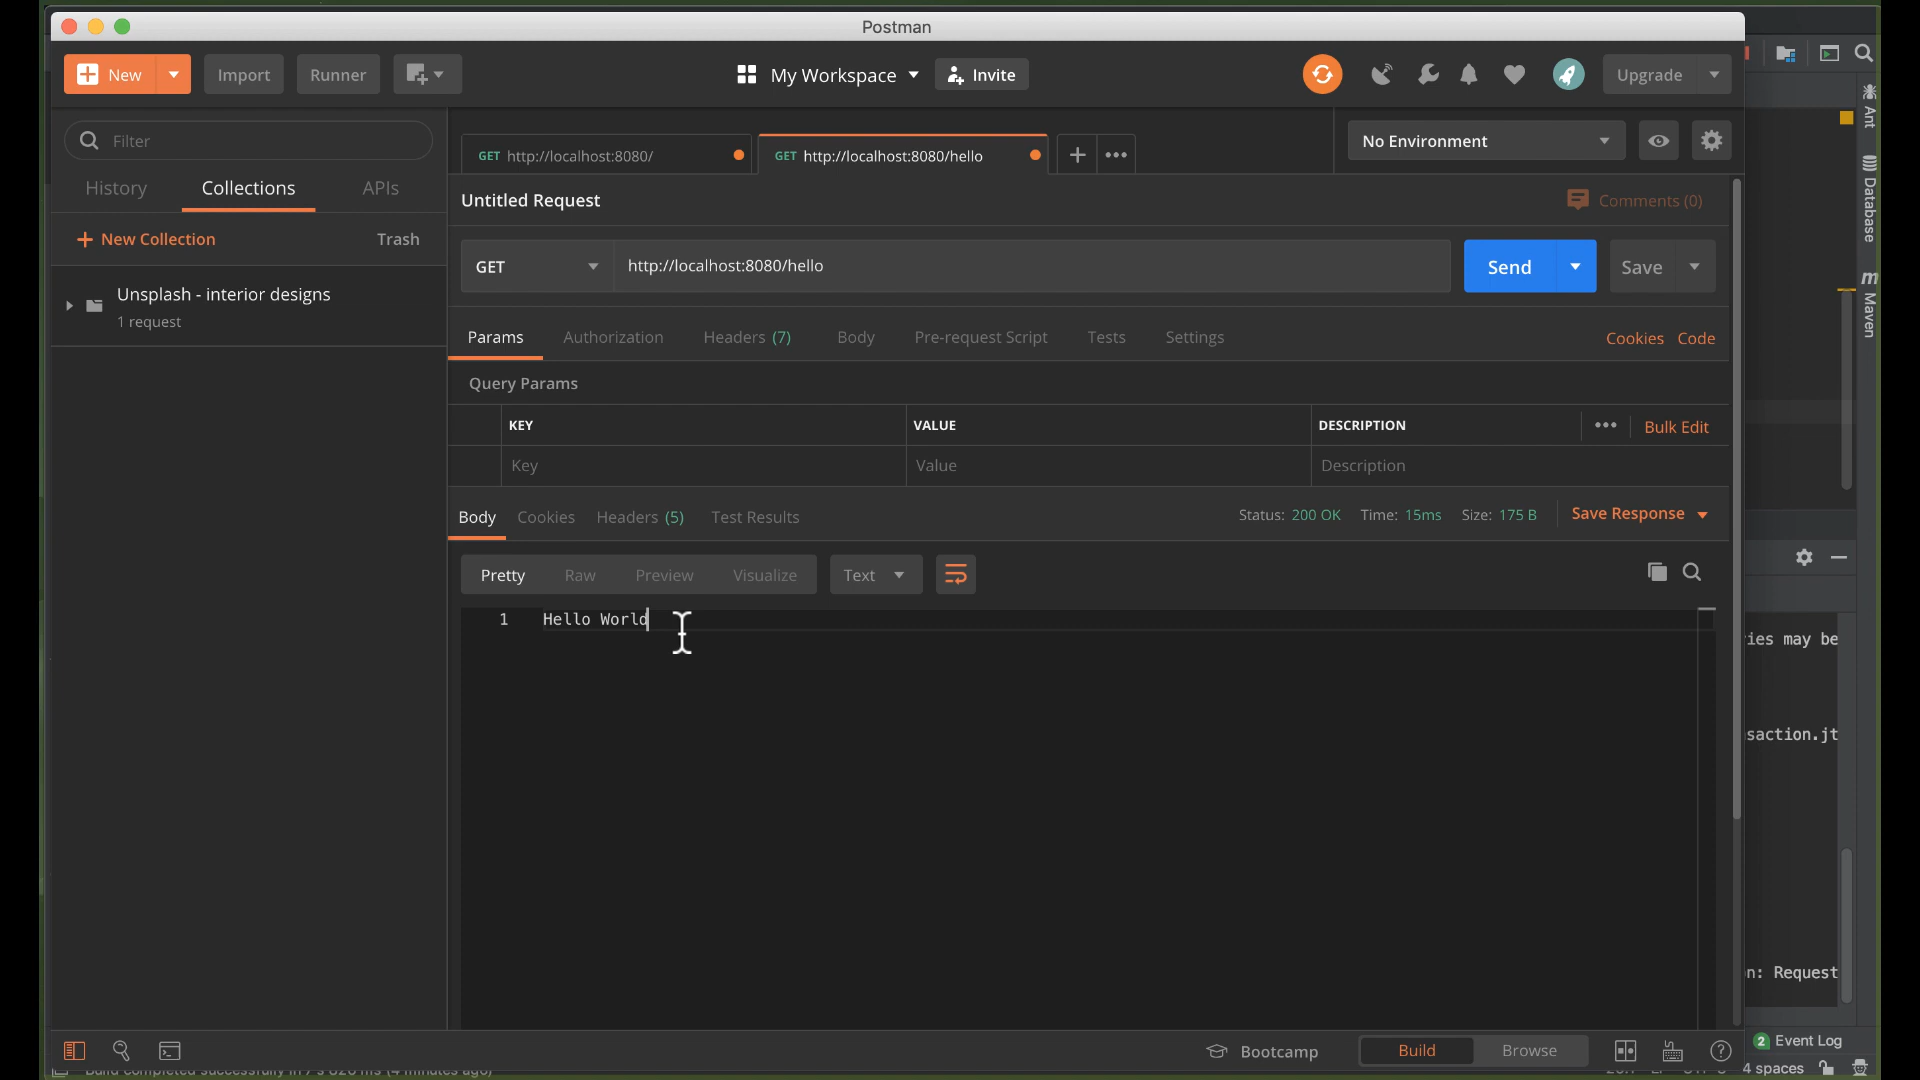 Postman
New
Import
Runner
My Workspace
Invite
Upgrade
Filter
History
Collections
APIs
New Collection
Trash
Unsplash - interior designs
1 request
GET http://localhost:8080/
GET http://localhost:8080/hello
No Environment
Untitled Request
Comments (0)
GET
http://localhost:8080/hello
Send
Save
Params
Authorization
Headers (7)
Body
Pre-request Script
Tests
Settings
Cookies
Code
Query Params
KEY
VALUE
DESCRIPTION
Bulk Edit
Key
Value
Description
Body
Cookies
Headers (5)
Test Results
Status: 200 OK
Time: 15ms
Size: 175 B
Save Response
Pretty
Raw
Preview
Visualize
Text
1 Hello World
Bootcamp
Build
Browse
Ant
Database
m Maven
ies may be
saction.jt
n: Request
2 Event Log
4 spaces